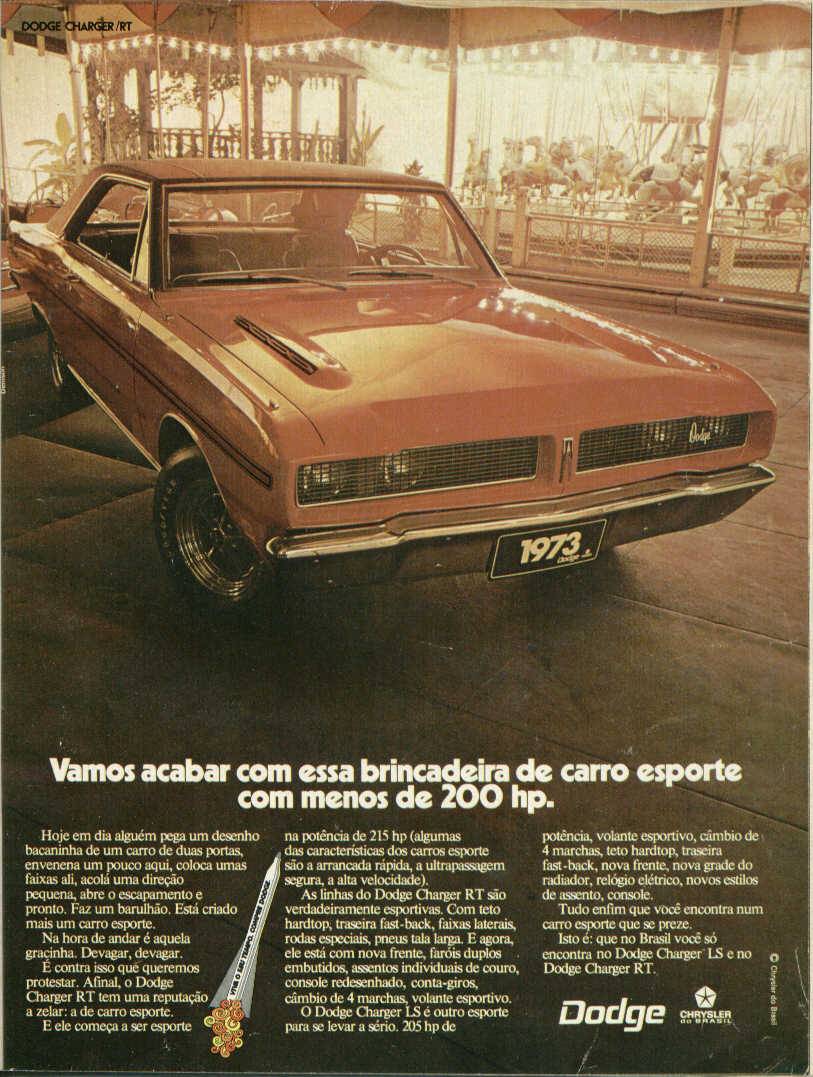 DODGE CHARGER/RT
Dodge
1973
Dodge
Vamos acabar com essa brincadeira de carro esporte
com menos de 200 hp.
Hoje em dia alguém pega um desenho
bacaninha de um carro de duas portas,
envenena um pouco aqui, coloca umas
faixas ali, acolá uma direção
pequena, abre o escapamento e
pronto. Faz um barulhão. Está criado
mais um carro esporte.
Na hora de andar é aquela
gracinha. Devagar, devagar.
É contra isso que queremos
protestar. Afinal, o Dodge
Charger RT tem uma reputação
a zelar: a de carro esporte.
E ele começa a ser esporte
VIVA O SEU TEMPO. COMPRE DODGE
na potência de 215 hp (algumas
das características dos carros esporte
são a arrancada rápida, a ultrapassagem
segura, a alta velocidade).
As linhas do Dodge Charger RT são
verdadeiramente esportivas. Com teto
hardtop, traseira fast-back, faixas laterais,
rodas especiais, pneus tala larga. E agora,
ele está com nova frente, faróis duplos
embutidos, assentos individuais de couro,
console redesenhado, conta-giros,
câmbio de 4 marchas, volante esportivo.
O Dodge Charger LS é outro esporte
para se levar a sério. 205 hp de
potência, volante esportivo, câmbio de
4 marchas, teto hardtop, traseira
fast-back, nova frente, nova grade do
radiador, relógio elétrico, novos estilos
de assento, console.
Tudo enfim que você encontra num
carro esporte que se preze.
Isto é: que no Brasil você só
encontra no Dodge Charger LS e no
Dodge Charger RT.
Dodge
CHRYSLER
do BRASIL
© Chrysler do Brasil